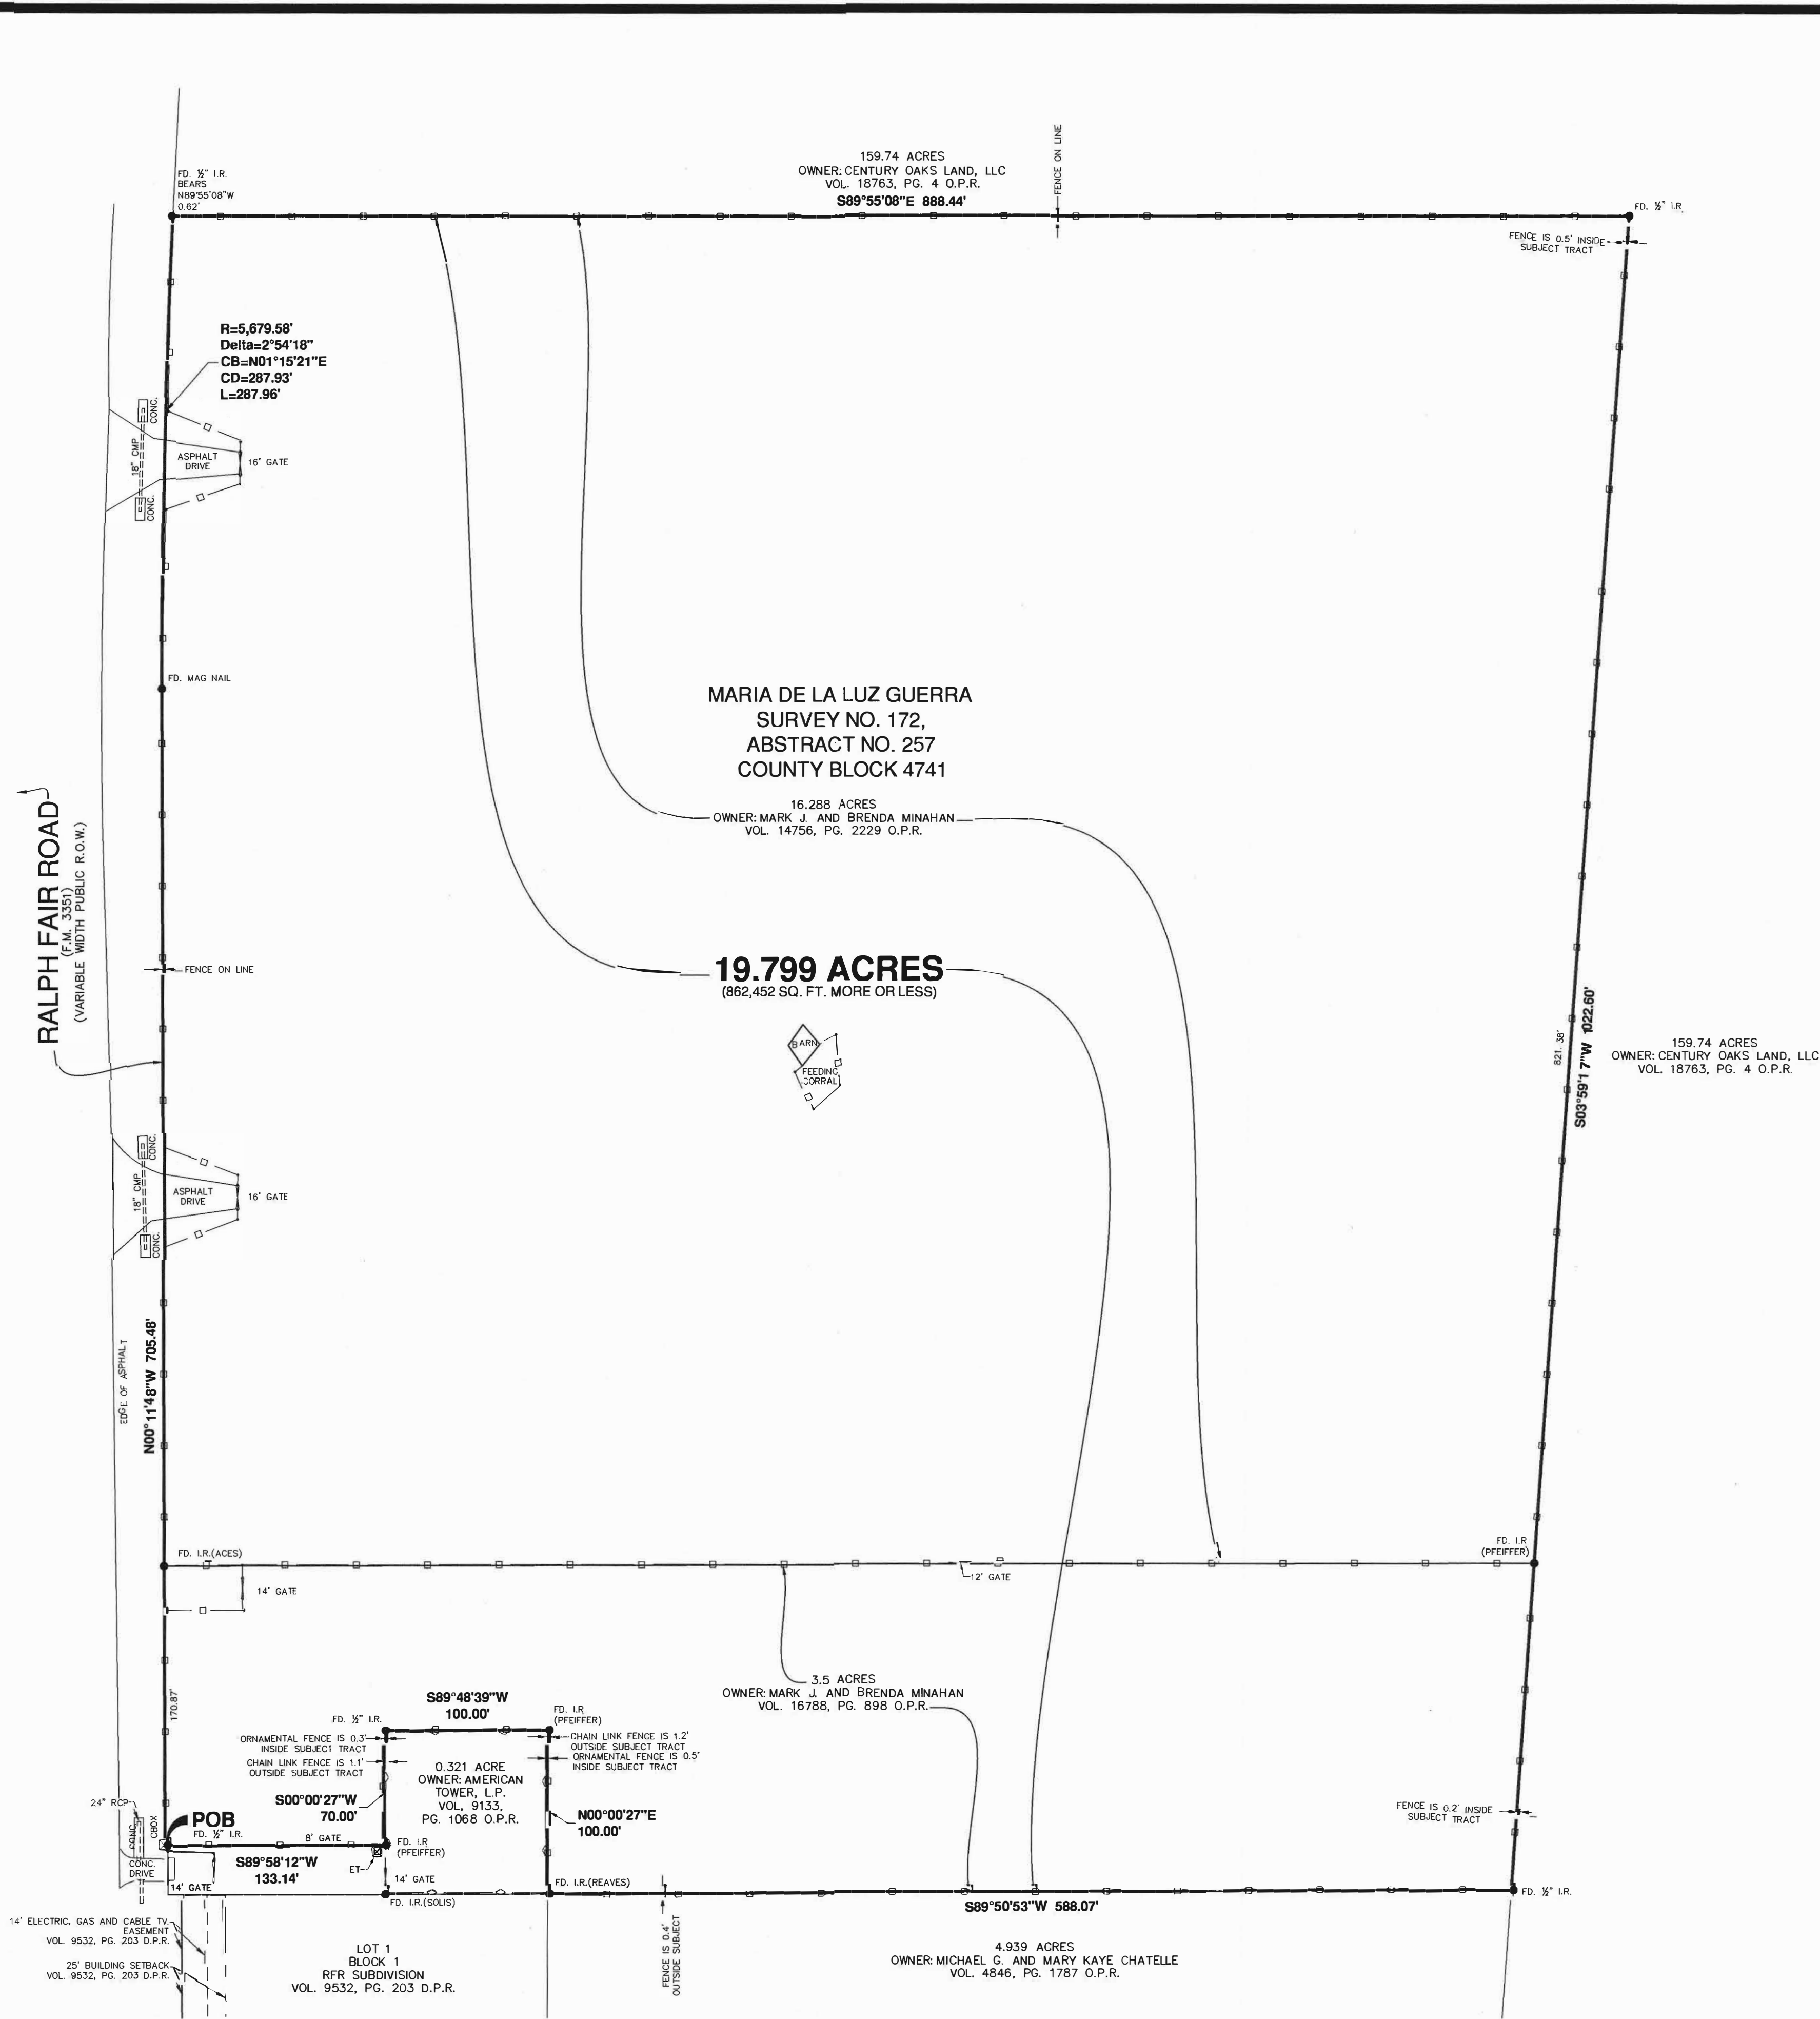 FD. ½" I.R.
BEARS
N89°55'08"W
0.62'
159.74 ACRES
OWNER: CENTURY OAKS LAND, LLC
VOL. 18763, PG. 4 O.P.R.
S89°55'08"E 888.44'
FENCE ON LINE
FD. ½" I.R.
FENCE IS 0.5' INSIDE
SUBJECT TRACT
R=5,679.58'
Delta=2°54'18"
CB=N01°15'21"E
CD=287.93'
L=287.96'
CONC.
18" CMP
CONC.
ASPHALT
DRIVE
16' GATE
FD. MAG NAIL
MARIA DE LA LUZ GUERRA
SURVEY NO. 172,
ABSTRACT NO. 257
COUNTY BLOCK 4741
16.288 ACRES
OWNER: MARK J. AND BRENDA MINAHAN
VOL. 14756, PG. 2229 O.P.R.
RALPH FAIR ROAD
(F.M. 3351)
(VARIABLE WIDTH PUBLIC R.O.W.)
FENCE ON LINE
19.799 ACRES
(862,452 SQ. FT. MORE OR LESS)
BARN
FEEDING
CORRAL
821.38'
S03°59'17"W 1022.60'
159.74 ACRES
OWNER: CENTURY OAKS LAND, LLC
VOL. 18763, PG. 4 O.P.R.
CONC.
18" CMP
CONC.
ASPHALT
DRIVE
16' GATE
EDGE OF ASPHALT
N00°11'48"W 705.48'
FD. I.R.(ACES)
14' GATE
12' GATE
FD. I.R
(PFEIFFER)
170.87'
3.5 ACRES
OWNER: MARK J. AND BRENDA MINAHAN
VOL. 16788, PG. 898 O.P.R.
S89°48'39"W
100.00'
FD. ½" I.R.
FD. I.R
(PFEIFFER)
ORNAMENTAL FENCE IS 0.3'
INSIDE SUBJECT TRACT
CHAIN LINK FENCE IS 1.1'
OUTSIDE SUBJECT TRACT
CHAIN LINK FENCE IS 1.2'
OUTSIDE SUBJECT TRACT
ORNAMENTAL FENCE IS 0.5'
INSIDE SUBJECT TRACT
0.321 ACRE
OWNER: AMERICAN
TOWER, L.P.
VOL. 9133,
PG. 1068 O.P.R.
S00°00'27"W
70.00'
N00°00'27"E
100.00'
24" RCP
CONC.
CBOX
POB
FD. ½" I.R.
8' GATE
FD. I.R
(PFEIFFER)
S89°58'12"W
133.14'
ET
CONC.
DRIVE
14' GATE
14' GATE
FD. I.R.(SOLIS)
FD. I.R.(REAVES)
FENCE IS 0.2' INSIDE
SUBJECT TRACT
FD. ½" I.R.
S89°50'53"W 588.07'
FENCE IS 0.4'
OUTSIDE SUBJECT
14' ELECTRIC, GAS AND CABLE TV.
EASEMENT
VOL. 9532, PG. 203 D.P.R.
25' BUILDING SETBACK
VOL. 9532, PG. 203 D.P.R.
LOT 1
BLOCK 1
RFR SUBDIVISION
VOL. 9532, PG. 203 D.P.R.
4.939 ACRES
OWNER: MICHAEL G. AND MARY KAYE CHATELLE
VOL. 4846, PG. 1787 O.P.R.